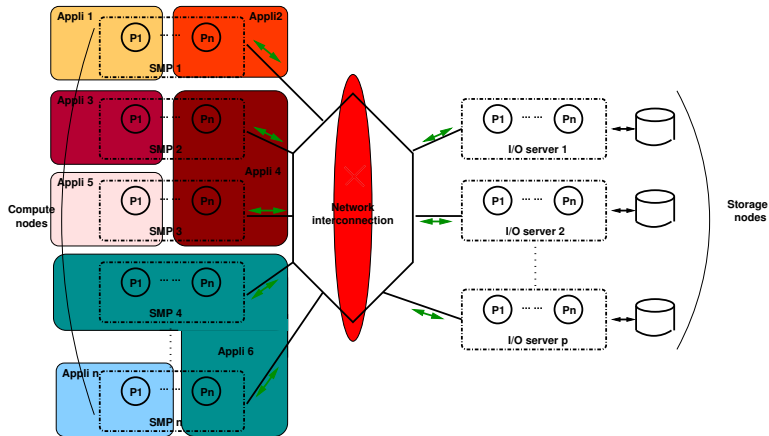 Appli 1
Appli2
P1 ...... Pn
SMP 1
Appli 3
P1 ...... Pn
SMP 2
Appli 4
Appli 5
P1 ...... Pn
SMP 3
Compute
nodes
P1 ...... Pn
SMP 4
Appli 6
Appli n
P1 ...... Pn
SMP n
Network
interconnection
P1 ...... Pn
I/O server 1
P1 ...... Pn
I/O server 2
P1 ...... Pn
I/O server p
Storage
nodes